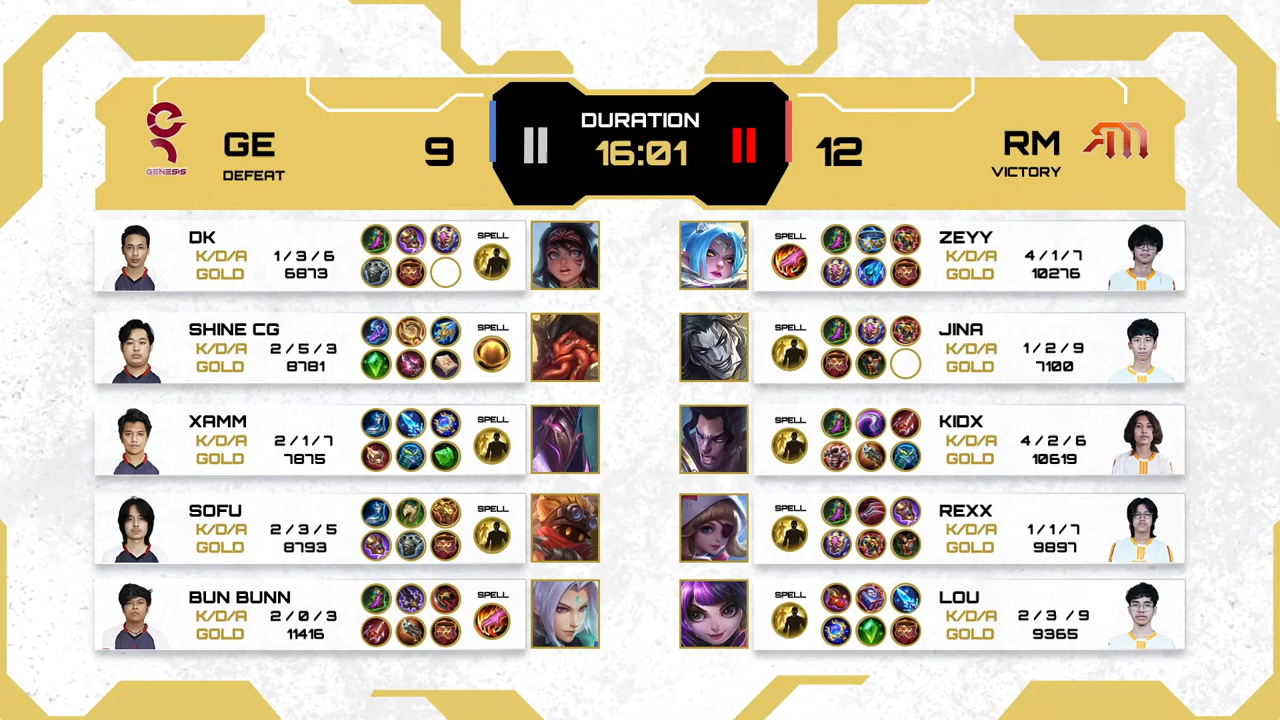 GENESIS
GE
DEFEAT
9
DURATION
16:01
12
RM
VICTORY
DK
K/D/A 1/3/6
GOLD 6873
SPELL
SHINE CG
K/D/A 2/5/3
GOLD 8781
SPELL
XAMM
K/D/A 2/1/7
GOLD 7875
SPELL
SOFU
K/D/A 2/3/5
GOLD 8793
SPELL
BUN BUNN
K/D/A 2/0/3
GOLD 11416
SPELL
SPELL
ZEYY
K/D/A 4/1/7
GOLD 10276
SPELL
JINA
K/D/A 1/2/9
GOLD 7100
SPELL
KIDX
K/D/A 4/2/6
GOLD 10619
SPELL
REXX
K/D/A 1/1/7
GOLD 9897
SPELL
LOU
K/D/A 2/3/9
GOLD 9365